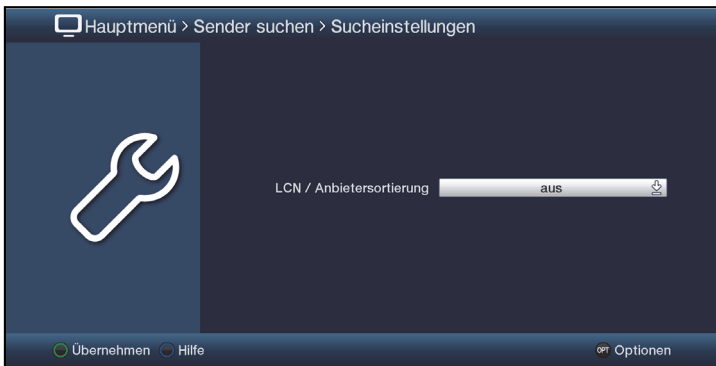 Hauptmenü > Sender suchen > Sucheinstellungen
LCN / Anbietersortierung aus
Übernehmen Hilfe OPT Optionen